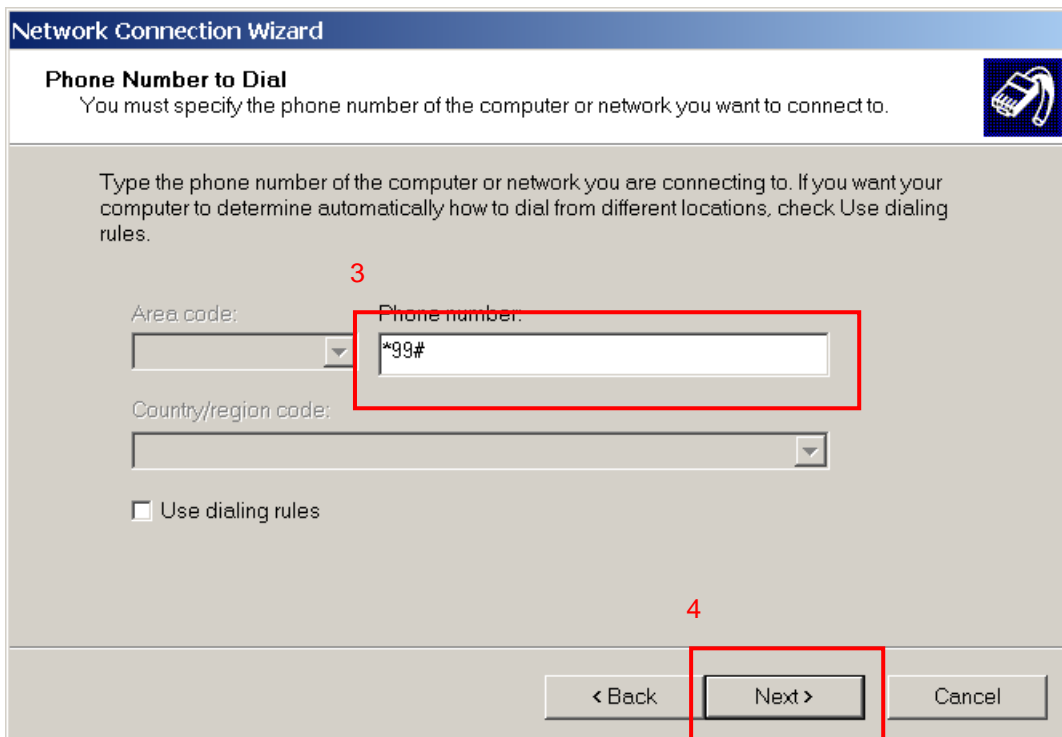 Network Connection Wizard
Phone Number to Dial
You must specify the phone number of the computer or network you want to connect to.
Type the phone number of the computer or network you are connecting to. If you want your
computer to determine automatically how to dial from different locations, check Use dialing
rules.
3
Area code:
Phone number:
*99#
Country/region code:
Use dialing rules
4
< Back
Next >
Cancel